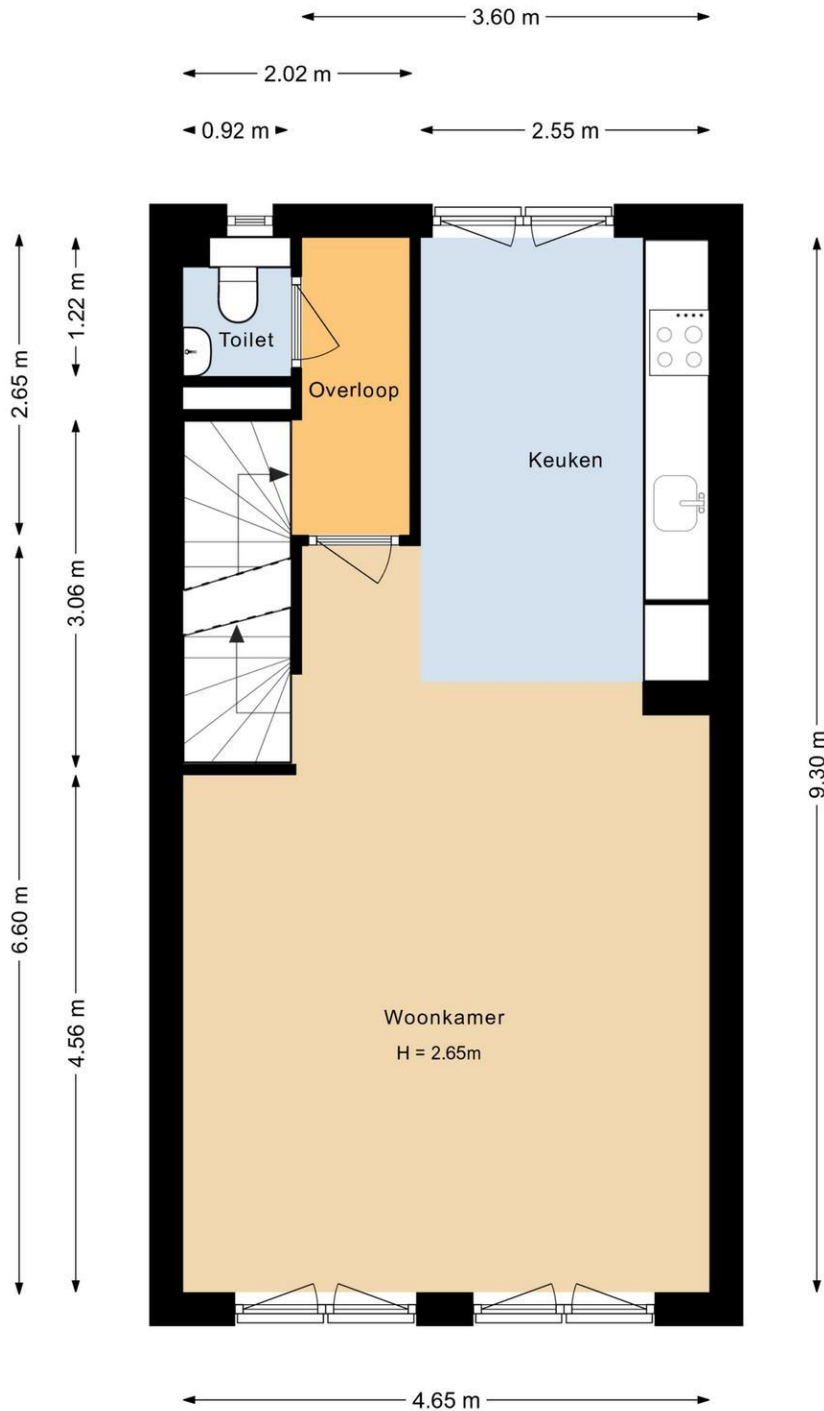 3.60 m
2.02 m
0.92 m
2.55 m
2.65 m
1.22 m
Toilet
Overloop
Keuken
3.06 m
9.30 m
6.60 m
4.56 m
Woonkamer
H = 2.65m
4.65 m